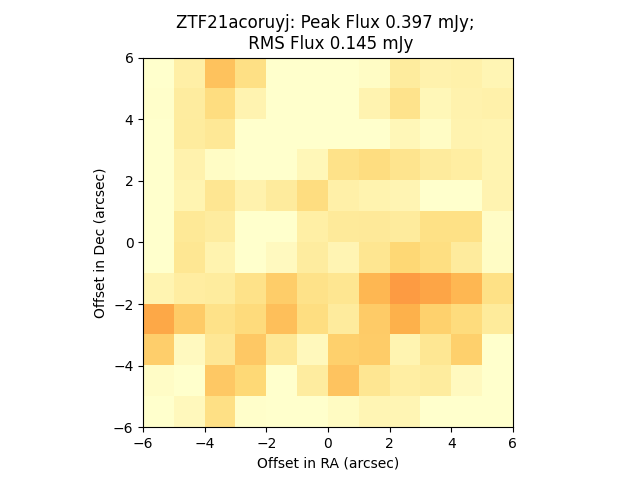 ZTF21acoruyj: Peak Flux 0.397 mJy;
RMS Flux 0.145 mJy
6
4
2
0
−2
−4
−6
Offset in Dec (arcsec)
−6 −4 −2 0 2 4 6
Offset in RA (arcsec)